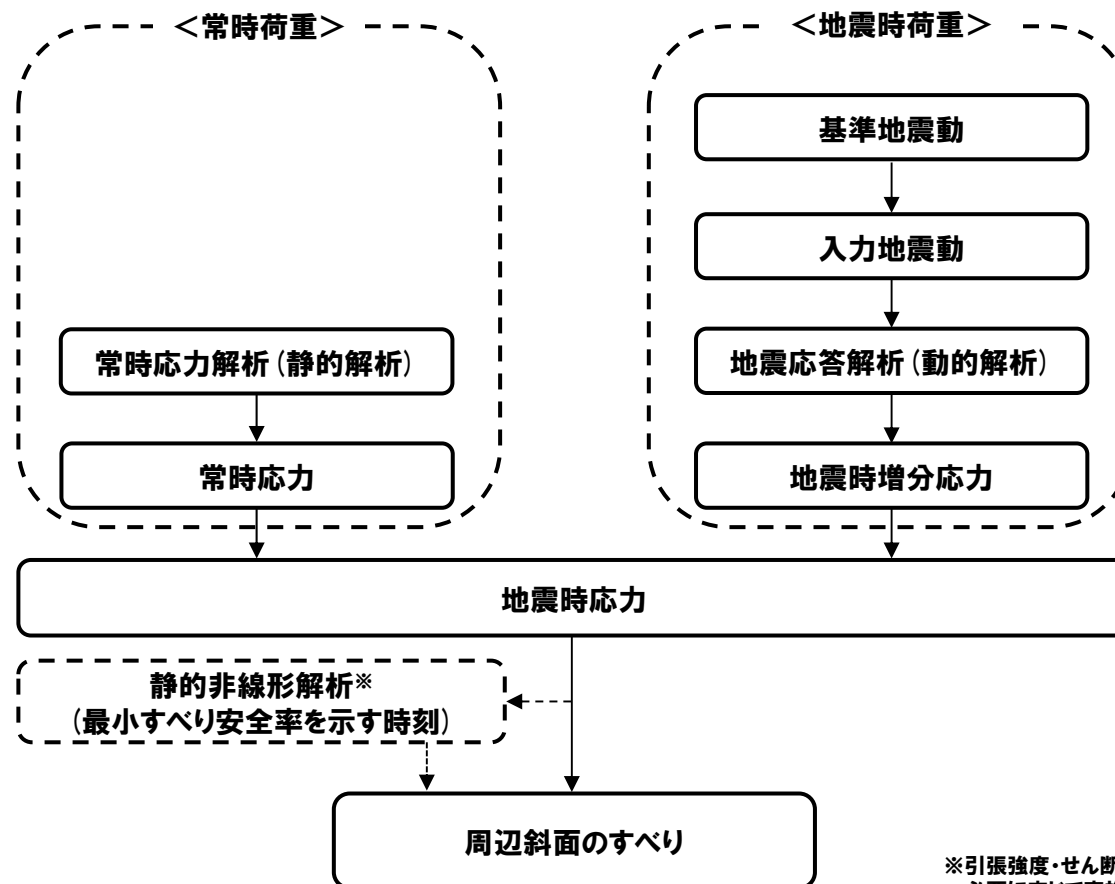 ＜常時荷重＞
＜地震時荷重＞
基準地震動
入力地震動
常時応力解析（静的解析）
地震応答解析（動的解析）
常時応力
地震時増分応力
地震時応力
静的非線形解析※
（最小すべり安全率を示す時刻）
周辺斜面のすべり
※引張強度・せん断